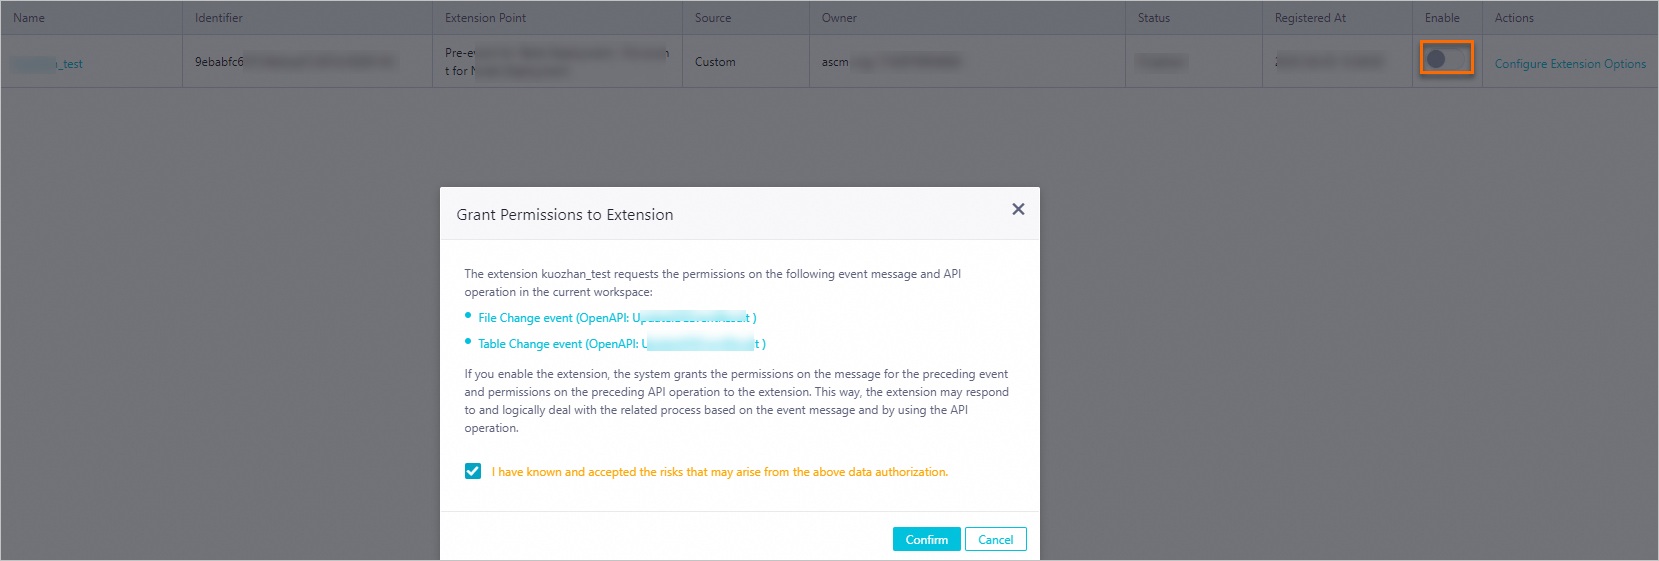 Name Identifier Extension Point Source Owner Status Registered At Enable Actions
_test 9ebabfc6 Pre-e Custom ascm Configure Extension Options
t for
Grant Permissions to Extension
The extension kuozhan_test requests the permissions on the following event message and API
operation in the current workspace:
File Change event (OpenAPI: )
Table Change event (OpenAPI: )
If you enable the extension, the system grants the permissions on the message for the preceding event
and permissions on the preceding API operation to the extension. This way, the extension may respond
to and logically deal with the related process based on the event message and by using the API
operation.
I have known and accepted the risks that may arise from the above data authorization.
Confirm Cancel